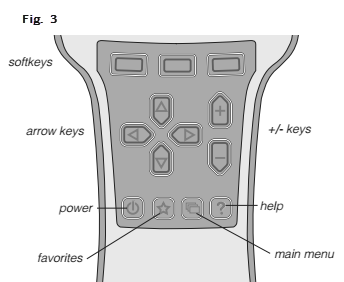 Fig. 3
softkeys
arrow keys
+/- keys
+
−
?
power
help
favorites
main menu